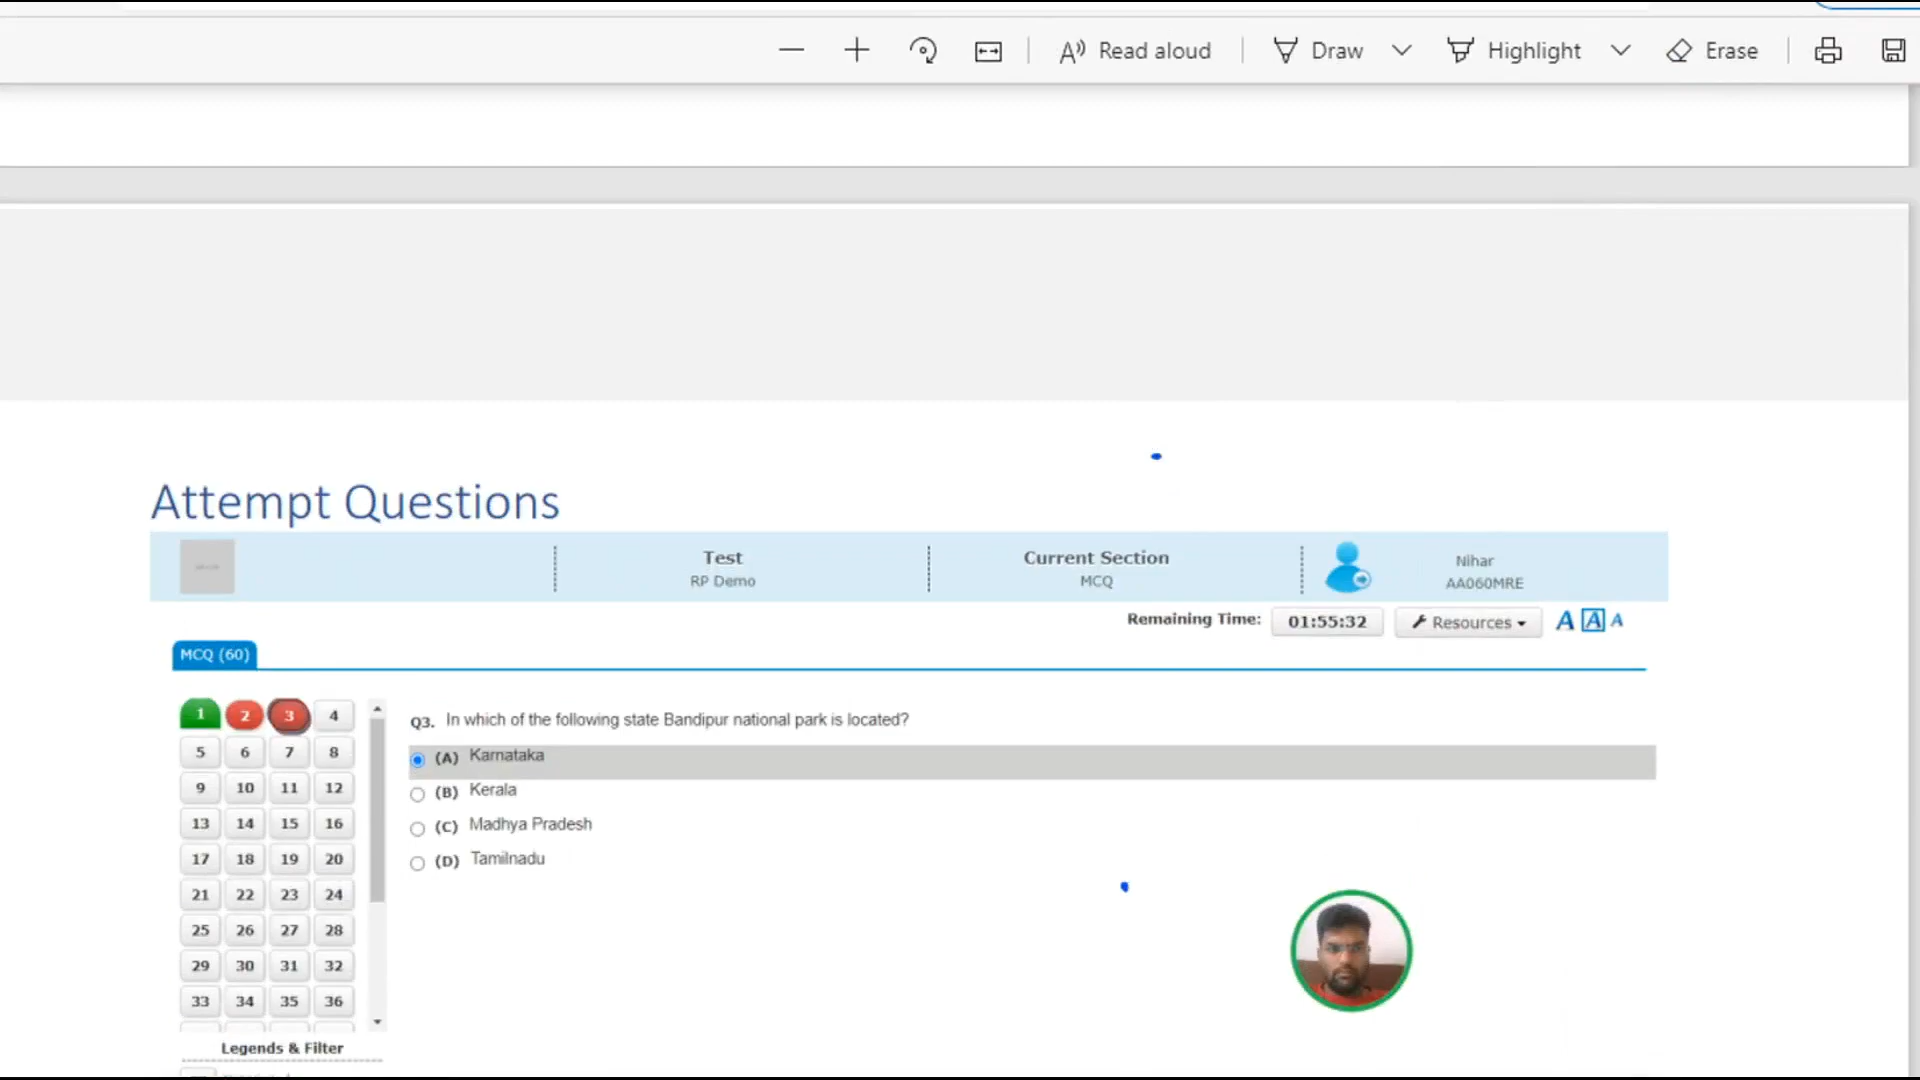 Read aloud
Draw
Highlight
Erase
Attempt Questions
Test
RP Demo
Current Section
MCQ
Nihar
AA060MRE
Remaining Time:
01:55:32
Resources
A A A
MCQ (60)
1 2 3 4
5 6 7 8
9 10 11 12
13 14 15 16
17 18 19 20
21 22 23 24
25 26 27 28
29 30 31 32
33 34 35 36
Legends & Filter
Q3. In which of the following state Bandipur national park is located?
(A) Karnataka
(B) Kerala
(C) Madhya Pradesh
(D) Tamilnadu